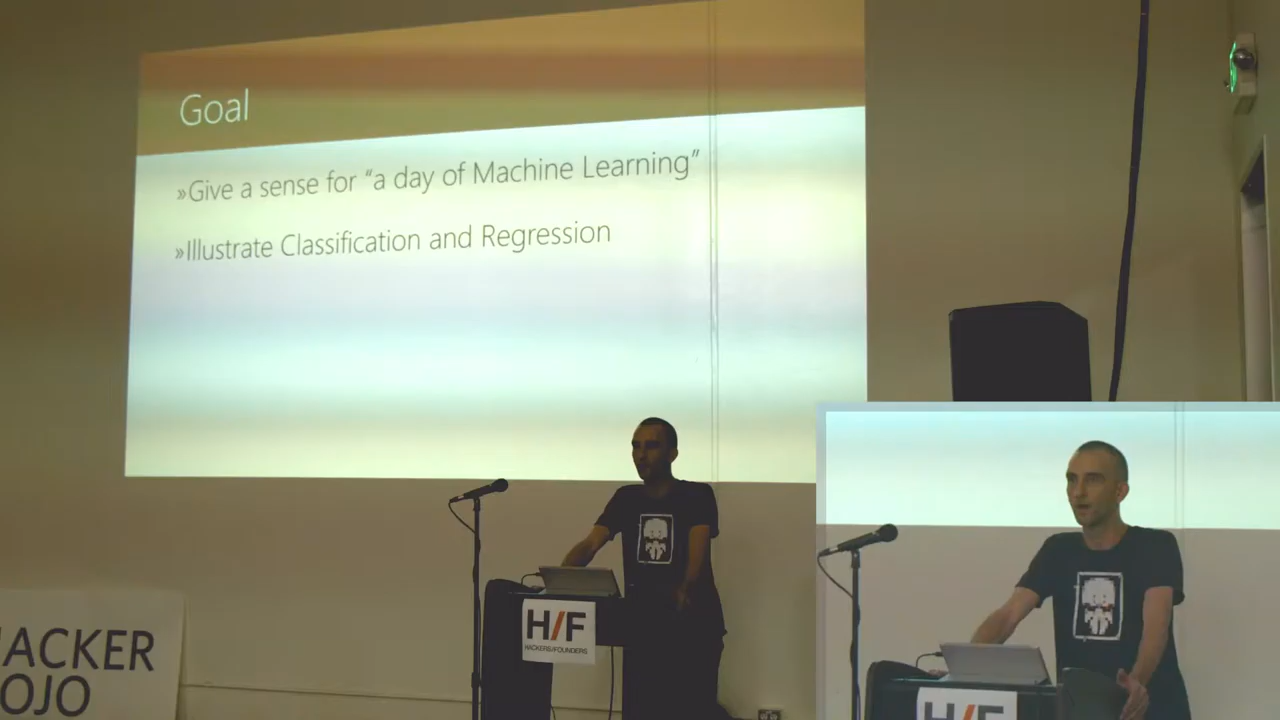 Goal
»Give a sense for “a day of Machine Learning”
»Illustrate Classification and Regression
H/F
HACKERS/FOUNDERS
ACKER
OJO
H/F